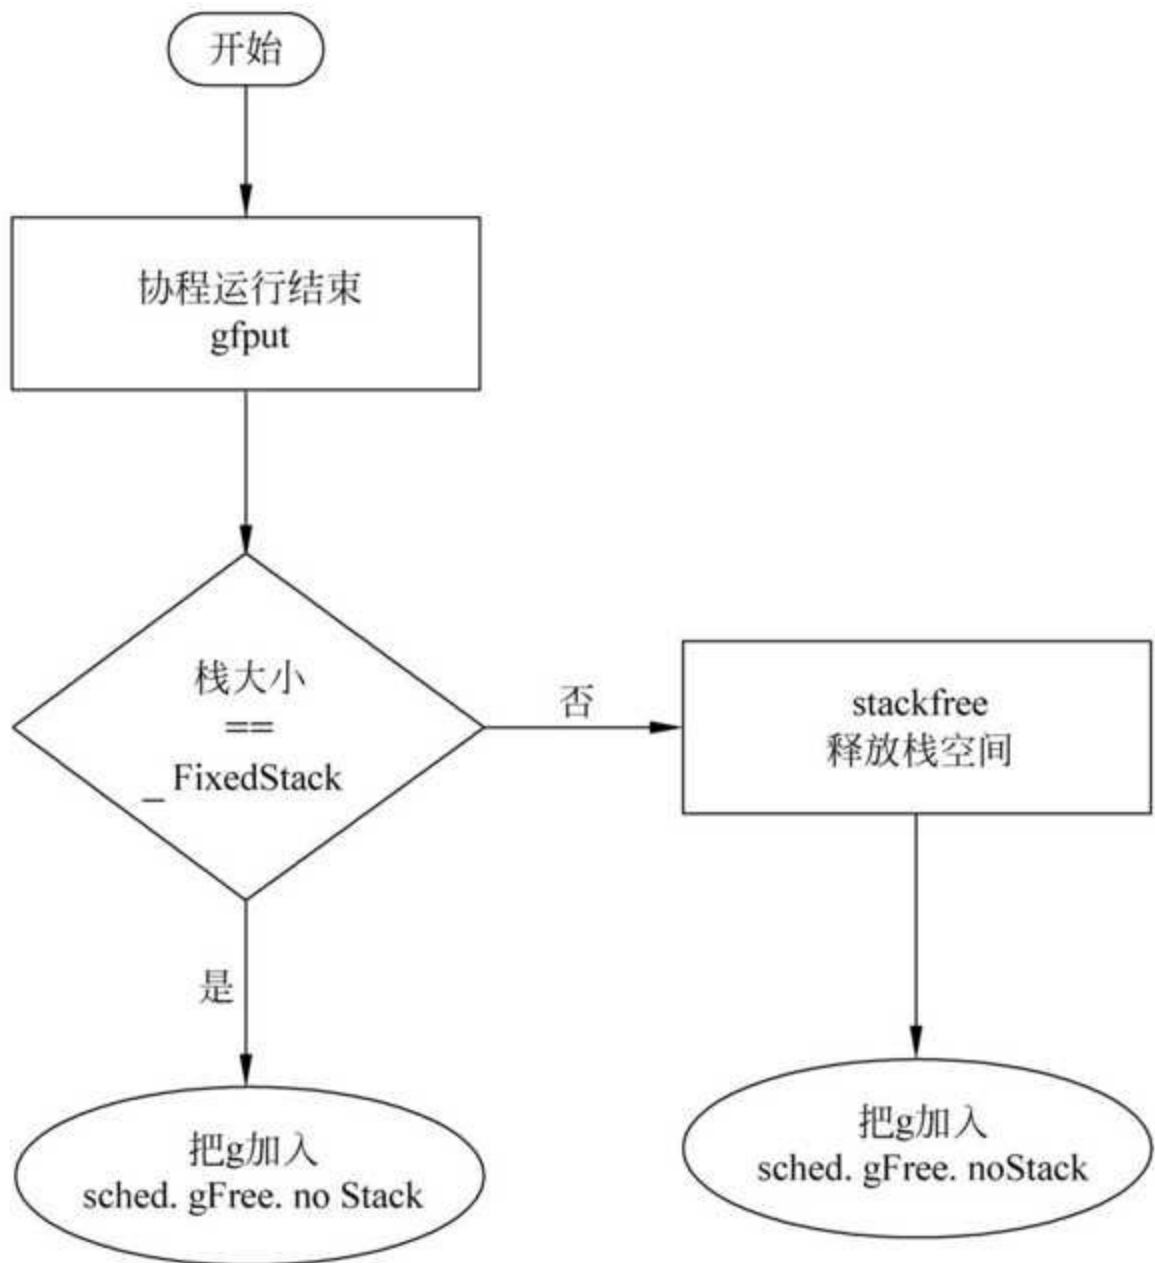 开始
协程运行结束
gfput
栈大小
==
_ FixedStack
否
stackfree
释放栈空间
是
把g加入
sched. gFree. no Stack
把g加入
sched. gFree. noStack